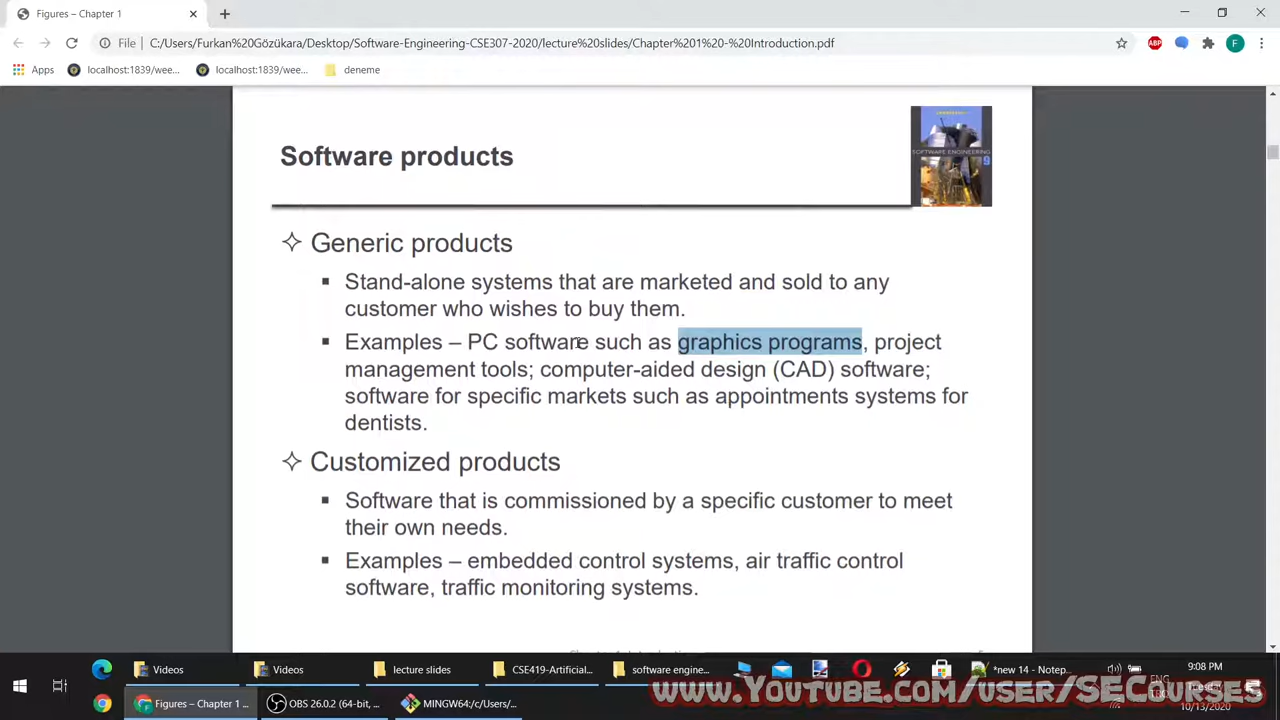 Figures – Chapter 1
File
C:/Users/Furkan%20Gözükara/Desktop/Software-Engineering-CSE307-2020/lecture%20slides/Chapter%201%20-%20Introduction.pdf
ABP
F
Apps
localhost:1839/wee...
localhost:1839/wee...
deneme
Software products
SOFTWARE ENGINEERING
9
Generic products
Stand-alone systems that are marketed and sold to any
customer who wishes to buy them.
Examples – PC software such as graphics programs, project
management tools; computer-aided design (CAD) software;
software for specific markets such as appointments systems for
dentists.
Customized products
Software that is commissioned by a specific customer to meet
their own needs.
Examples – embedded control systems, air traffic control
software, traffic monitoring systems.
Videos
Videos
lecture slides
CSE419-Artificial...
software engine...
*new 14 - Notep...
ENG
9:08 PM
10/13/2020
Figures – Chapter 1 ...
OBS 26.0.2 (64-bit, ...
MINGW64:/c/Users/...
www.Youtube.com/user/SECourses